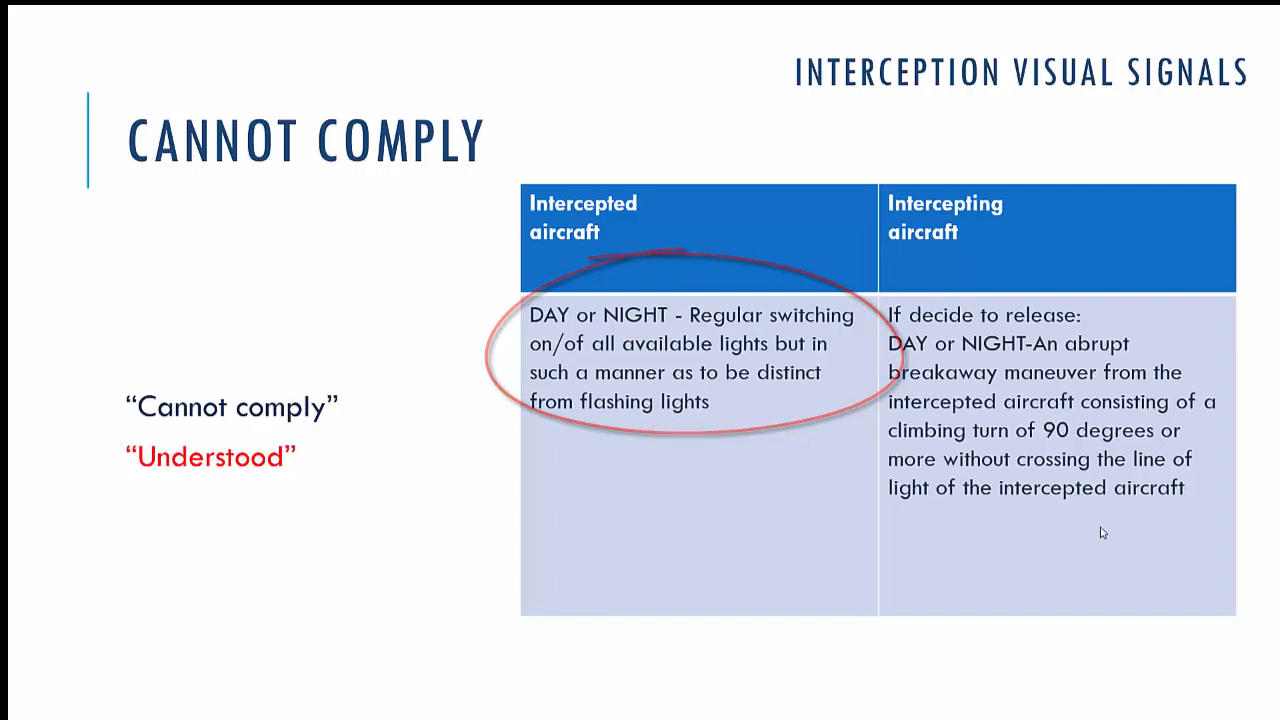 INTERCEPTION VISUAL SIGNALS
CANNOT COMPLY
Intercepted
aircraft
Intercepting
aircraft
DAY or NIGHT - Regular switching
on/of all available lights but in
such a manner as to be distinct
from flashing lights
If decide to release:
DAY or NIGHT-An abrupt
breakaway maneuver from the
intercepted aircraft consisting of a
climbing turn of 90 degrees or
more without crossing the line of
light of the intercepted aircraft
“Cannot comply”
“Understood”